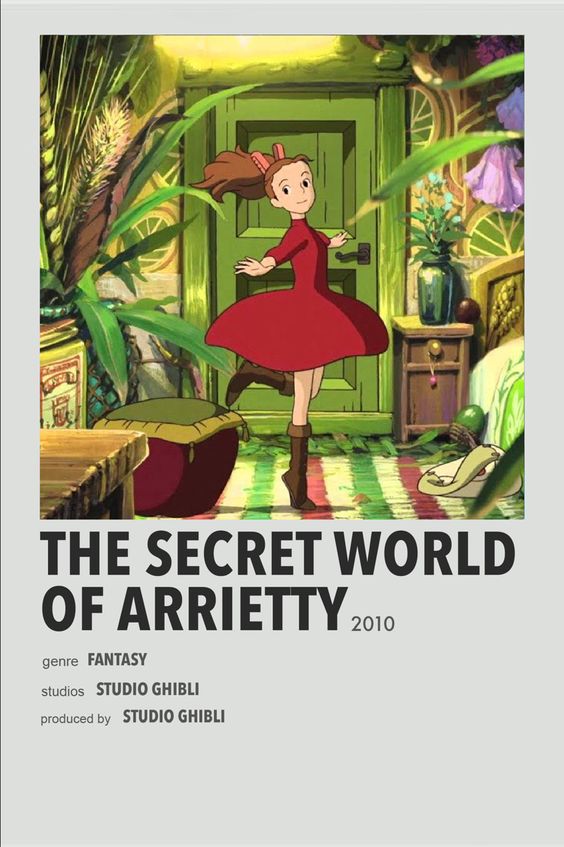 THE SECRET WORLD
OF ARRIETTY 2010
genre FANTASY
studios STUDIO GHIBLI
produced by STUDIO GHIBLI